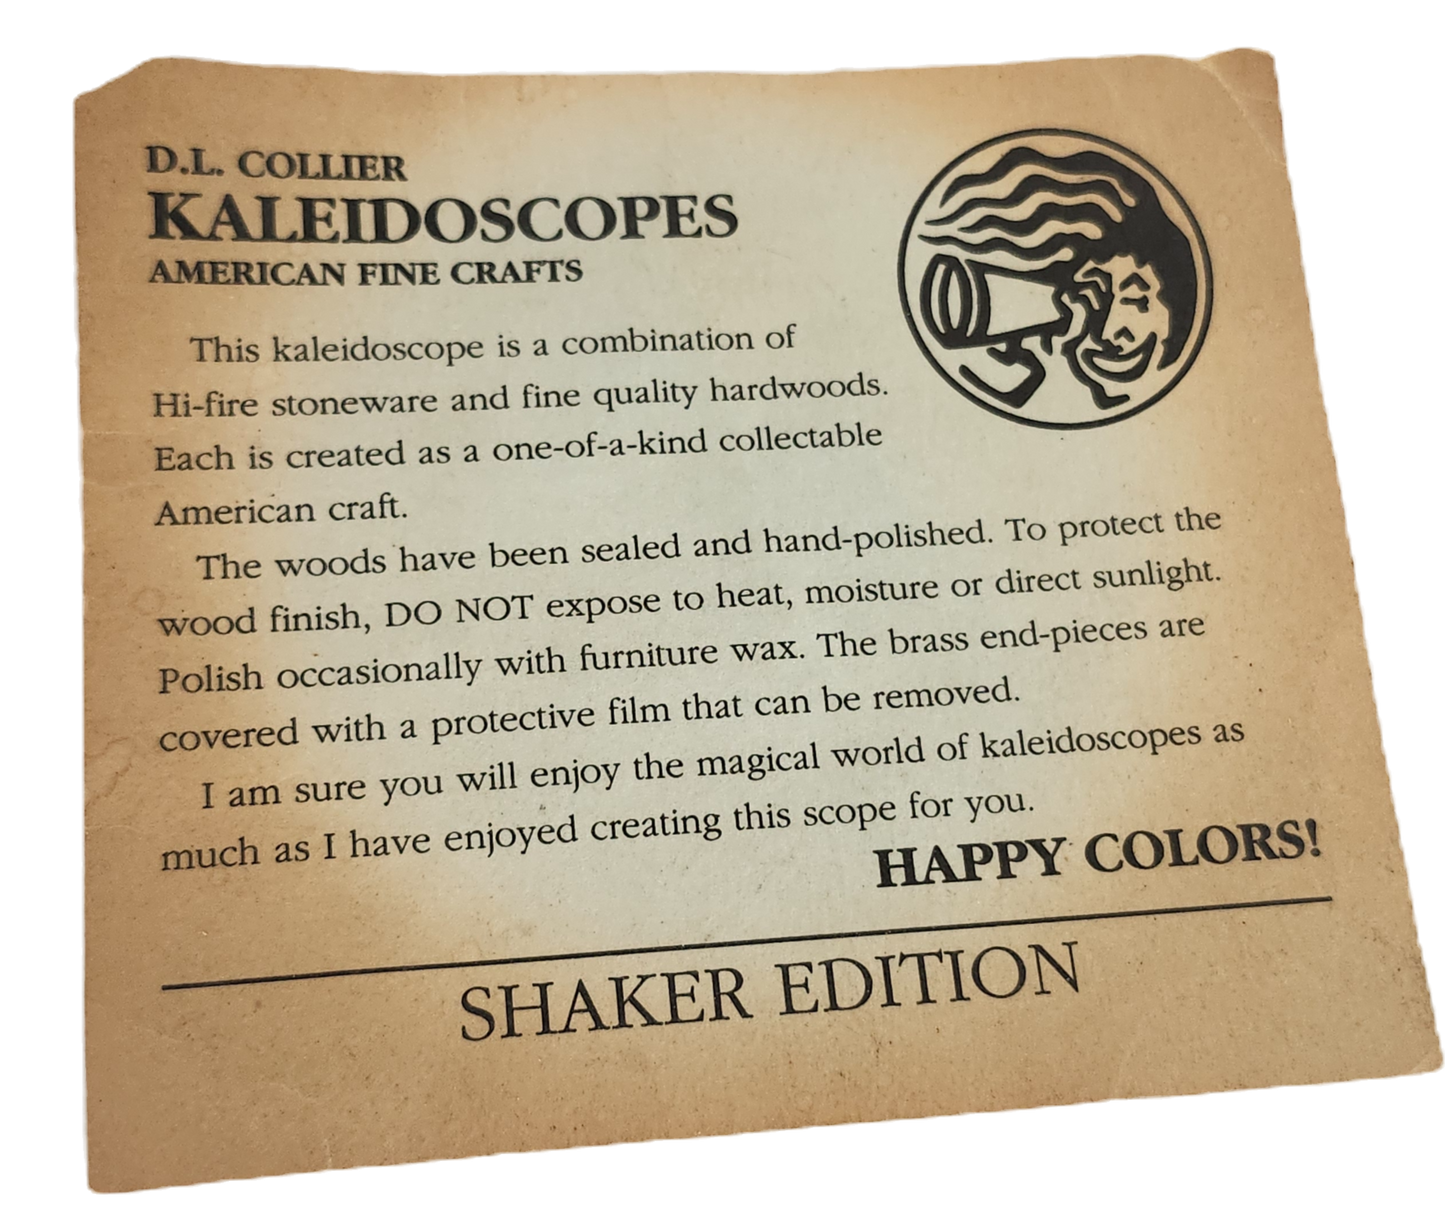 D.L. COLLIER
KALEIDOSCOPES
AMERICAN FINE CRAFTS
This kaleidoscope is a combination of
Hi-fire stoneware and fine quality hardwoods.
Each is created as a one-of-a-kind collectable
American craft.
The woods have been sealed and hand-polished. To protect the
wood finish, DO NOT expose to heat, moisture or direct sunlight.
Polish occasionally with furniture wax. The brass end-pieces are
covered with a protective film that can be removed.
I am sure you will enjoy the magical world of kaleidoscopes as
much as I have enjoyed creating this scope for you.
HAPPY COLORS!
SHAKER EDITION